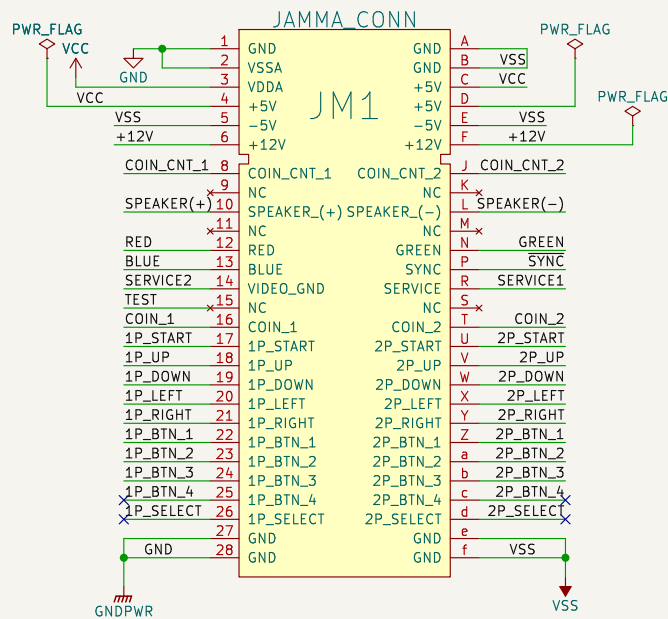 JAMMA_CONN
PWR_FLAG PWR_FLAG
VCC
1 GND GND A
2 VSSA GND B VSS
GND
3 VDDA +5V C VCC
VCC 4 +5V +5V D
PWR_FLAG
JM1
VSS 5 -5V -5V E VSS
+12V 6 +12V +12V F +12V
COIN_CNT_1 8 COIN_CNT_1 COIN_CNT_2 J COIN_CNT_2
9 NC NC K
SPEAKER(+) 10 SPEAKER_(+) SPEAKER_(-) L SPEAKER(-)
11 NC NC M
RED 12 RED GREEN N GREEN
BLUE 13 BLUE SYNC P SYNC
SERVICE2 14 VIDEO_GND SERVICE R SERVICE1
TEST 15 NC NC S
COIN_1 16 COIN_1 COIN_2 T COIN_2
1P_START 17 1P_START 2P_START U 2P_START
1P_UP 18 1P_UP 2P_UP V 2P_UP
1P_DOWN 19 1P_DOWN 2P_DOWN W 2P_DOWN
1P_LEFT 20 1P_LEFT 2P_LEFT X 2P_LEFT
1P_RIGHT 21 1P_RIGHT 2P_RIGHT Y 2P_RIGHT
1P_BTN_1 22 1P_BTN_1 2P_BTN_1 Z 2P_BTN_1
1P_BTN_2 23 1P_BTN_2 2P_BTN_2 a 2P_BTN_2
1P_BTN_3 24 1P_BTN_3 2P_BTN_3 b 2P_BTN_3
1P_BTN_4 25 1P_BTN_4 2P_BTN_4 c 2P_BTN_4
1P_SELECT 26 1P_SELECT 2P_SELECT d 2P_SELECT
27 GND GND e
GND 28 GND GND f VSS
GNDPWR VSS